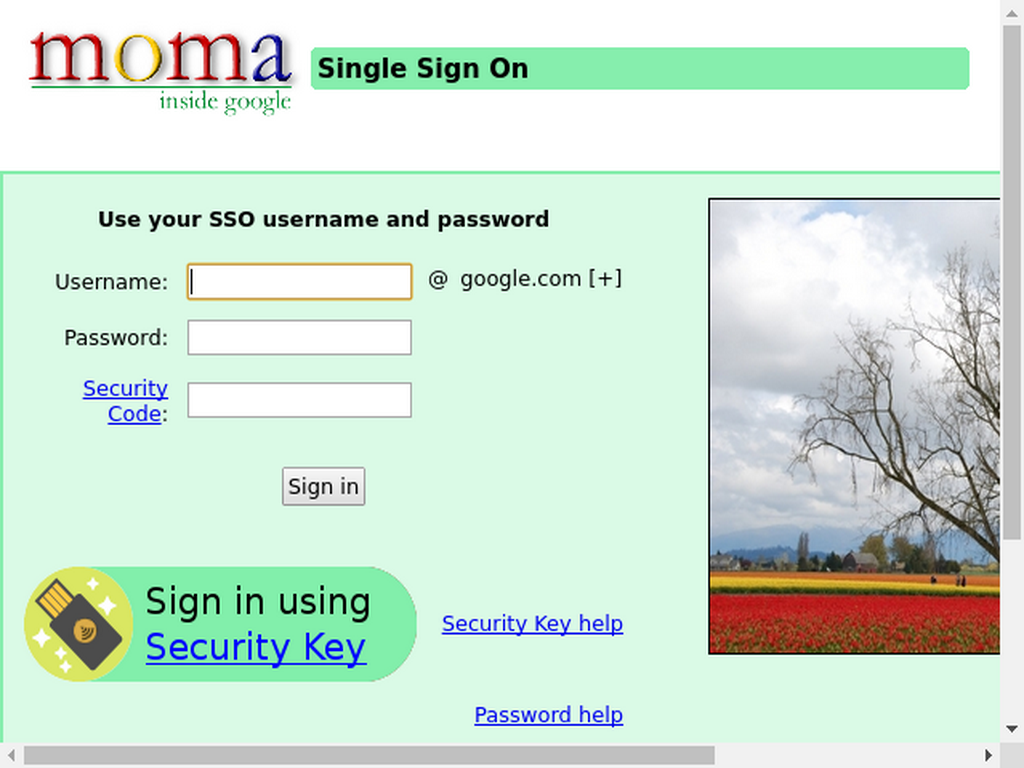 moma
inside google
Single Sign On
Use your SSO username and password
Username:
@ google.com [+]
Password:
Security
Code:
Sign in
Sign in using
Security Key
Security Key help
Password help